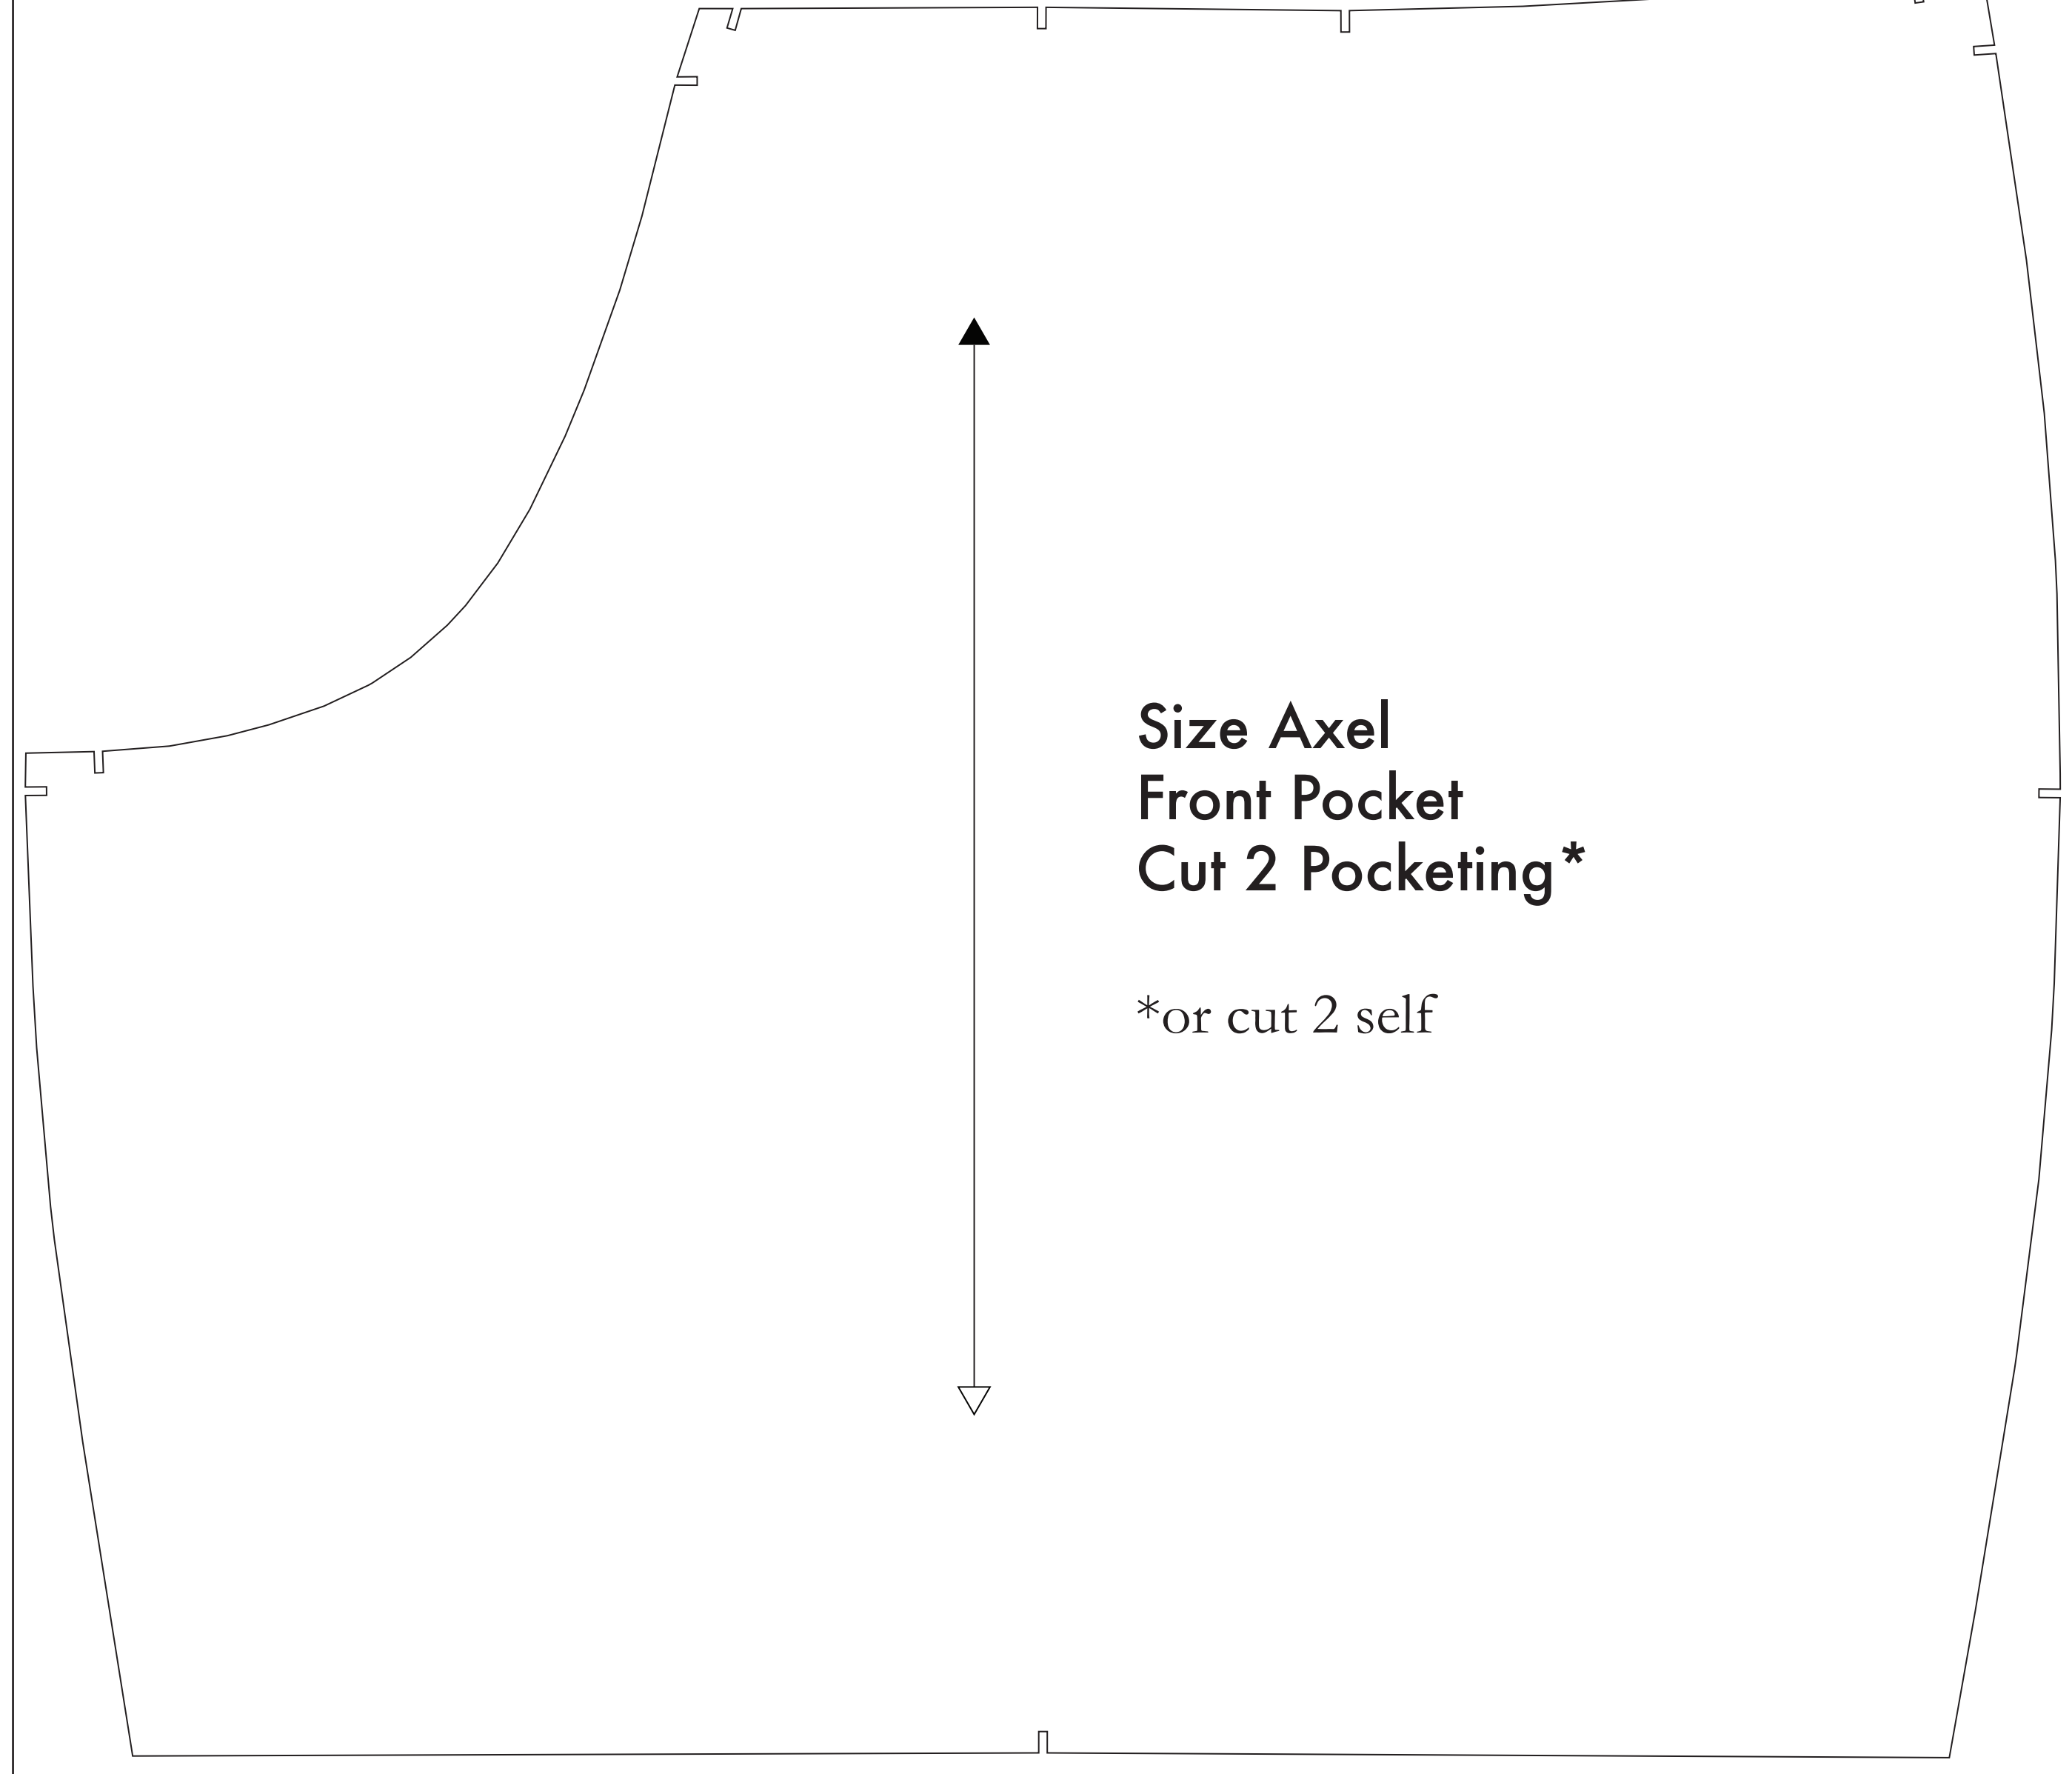 Size Axel
Front Pocket
Cut 2 Pocketing*
*or cut 2 self